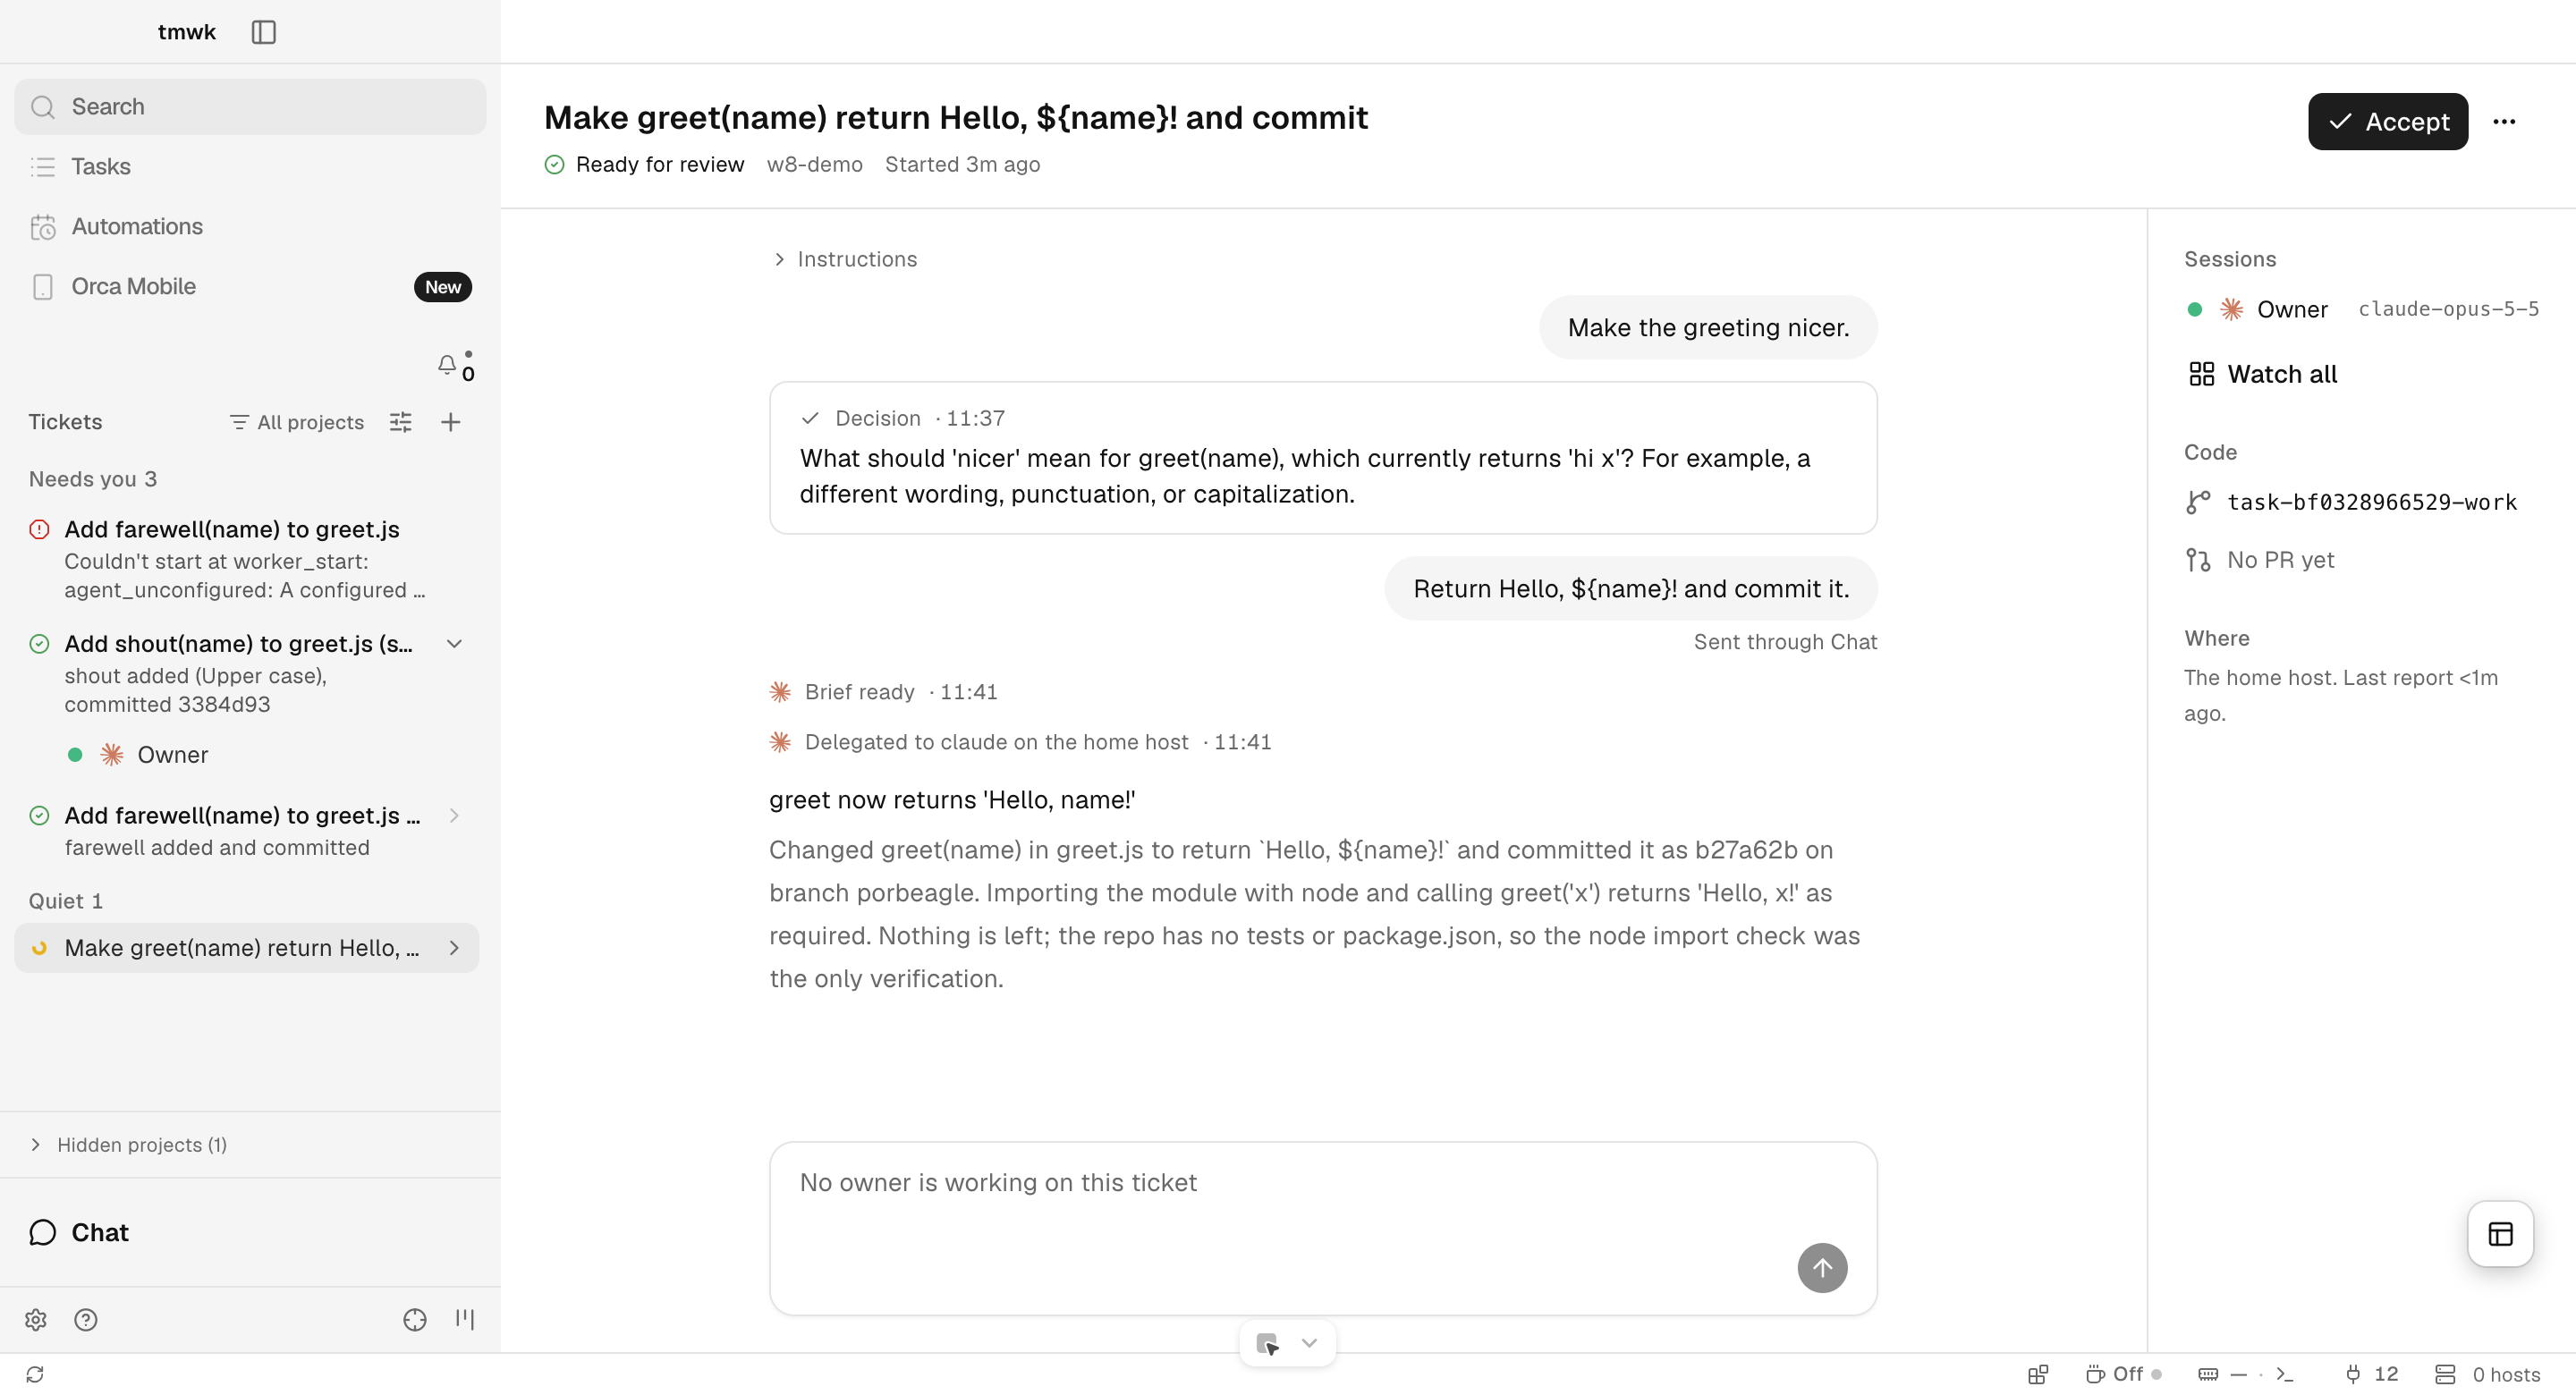 tmwk
Search
Tasks
Automations
Orca Mobile
New
0
Tickets
All projects
Needs you 3
Add farewell(name) to greet.js
Couldn't start at worker_start:
agent_unconfigured: A configured …
Add shout(name) to greet.js (s…
shout added (Upper case),
committed 3384d93
Owner
Add farewell(name) to greet.js …
farewell added and committed
Quiet 1
Make greet(name) return Hello, …
Hidden projects (1)
Chat
Make greet(name) return Hello, ${name}! and commit
Ready for review w8-demo Started 3m ago
Accept
Instructions
Make the greeting nicer.
Decision · 11:37
What should 'nicer' mean for greet(name), which currently returns 'hi x'? For example, a
different wording, punctuation, or capitalization.
Return Hello, ${name}! and commit it.
Sent through Chat
Brief ready · 11:41
Delegated to claude on the home host · 11:41
greet now returns 'Hello, name!'
Changed greet(name) in greet.js to return `Hello, ${name}!` and committed it as b27a62b on
branch porbeagle. Importing the module with node and calling greet('x') returns 'Hello, x!' as
required. Nothing is left; the repo has no tests or package.json, so the node import check was
the only verification.
No owner is working on this ticket
Sessions
Owner claude-opus-5-5
Watch all
Code
task-bf0328966529-work
No PR yet
Where
The home host. Last report <1m
ago.
Off
— ·
12
0 hosts